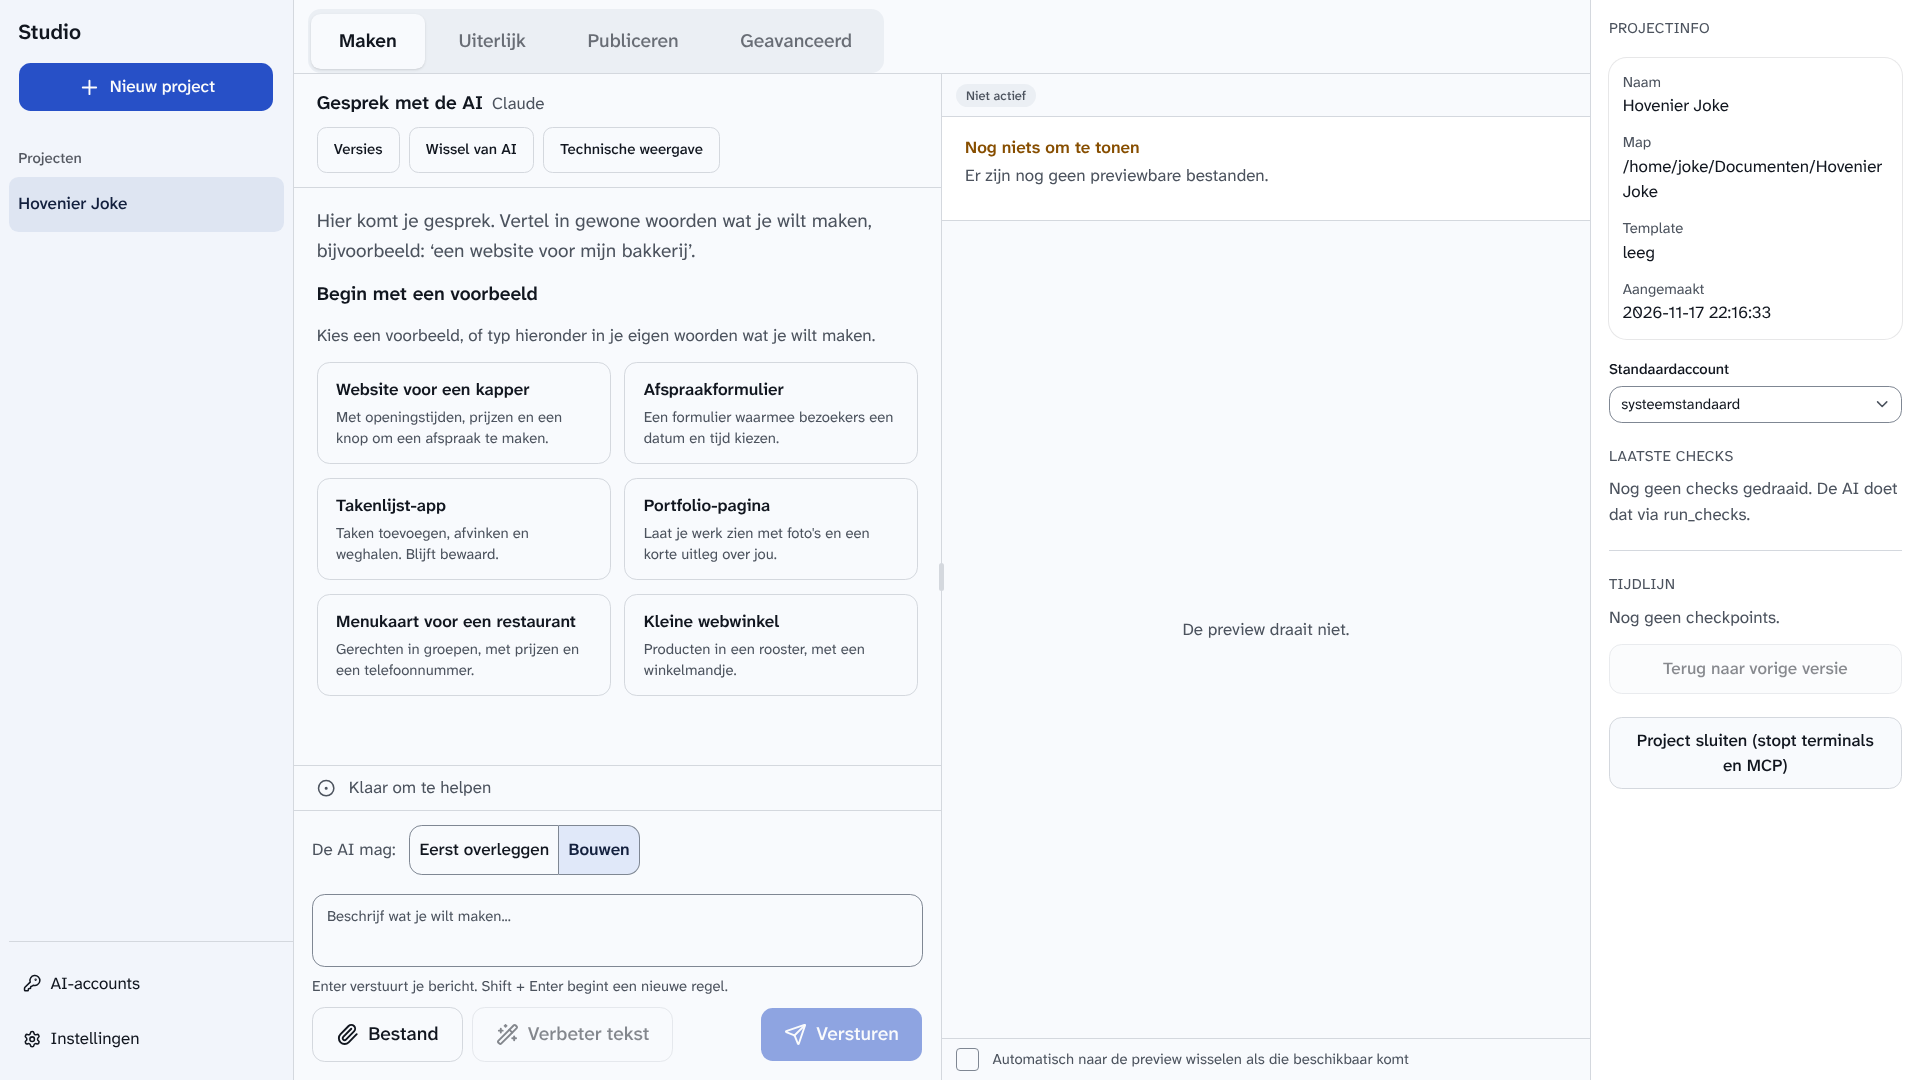 Studio
Nieuw project
Projecten
Hovenier Joke
AI-accounts
Instellingen
Maken
Uiterlijk
Publiceren
Geavanceerd
Gesprek met de AI Claude
Versies
Wissel van AI
Technische weergave
Hier komt je gesprek. Vertel in gewone woorden wat je wilt maken,
bijvoorbeeld: ‘een website voor mijn bakkerij’.
Begin met een voorbeeld
Kies een voorbeeld, of typ hieronder in je eigen woorden wat je wilt maken.
Website voor een kapper
Met openingstijden, prijzen en een
knop om een afspraak te maken.
Afspraakformulier
Een formulier waarmee bezoekers een
datum en tijd kiezen.
Takenlijst-app
Taken toevoegen, afvinken en
weghalen. Blijft bewaard.
Portfolio-pagina
Laat je werk zien met foto's en een
korte uitleg over jou.
Menukaart voor een restaurant
Gerechten in groepen, met prijzen en
een telefoonnummer.
Kleine webwinkel
Producten in een rooster, met een
winkelmandje.
Klaar om te helpen
De AI mag:
Eerst overleggen
Bouwen
Beschrijf wat je wilt maken...
Enter verstuurt je bericht. Shift + Enter begint een nieuwe regel.
Bestand
Verbeter tekst
Versturen
Niet actief
Nog niets om te tonen
Er zijn nog geen previewbare bestanden.
De preview draait niet.
Automatisch naar de preview wisselen als die beschikbaar komt
PROJECTINFO
Naam
Hovenier Joke
Map
/home/joke/Documenten/Hovenier
Joke
Template
leeg
Aangemaakt
2026-11-17 22:16:33
Standaardaccount
systeemstandaard
LAATSTE CHECKS
Nog geen checks gedraaid. De AI doet
dat via run_checks.
TIJDLIJN
Nog geen checkpoints.
Terug naar vorige versie
Project sluiten (stopt terminals
en MCP)